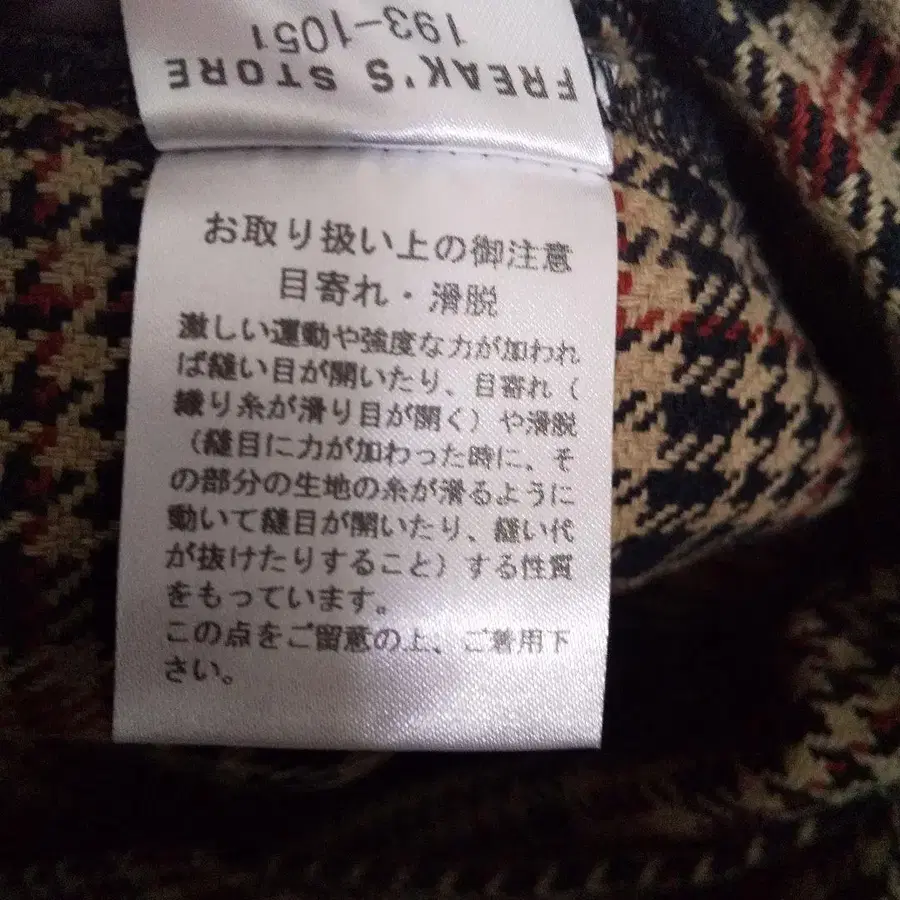 FREAK'S STORE
193-1051
お取り扱い上の御注意
目寄れ・滑脱
激しい運動や強度な力が加われ
ば縫い目が開いたり、目寄れ（
織り糸が滑り目が開く）や滑脱
（縫目に力が加わった時に、そ
の部分の生地の糸が滑るように
動いて縫目が開いたり、縫い代
が抜けたりすること）する性質
をもっています。
この点をご留意の上、ご着用下
さい。